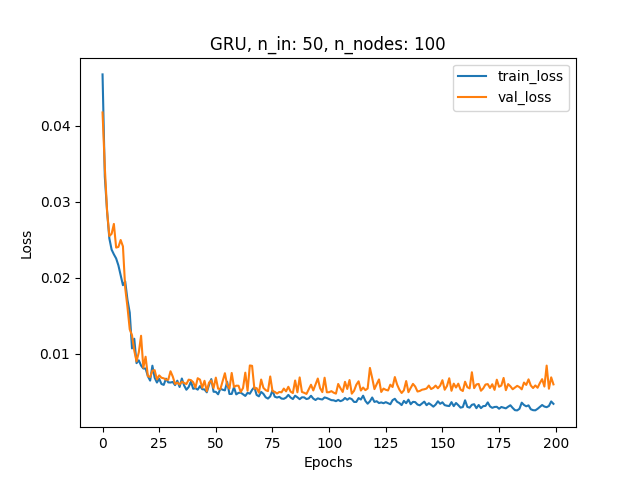 GRU, n_in: 50, n_nodes: 100
train_loss
val_loss
0.04
0.03
0.02
0.01
Loss
0 25 50 75 100 125 150 175 200
Epochs